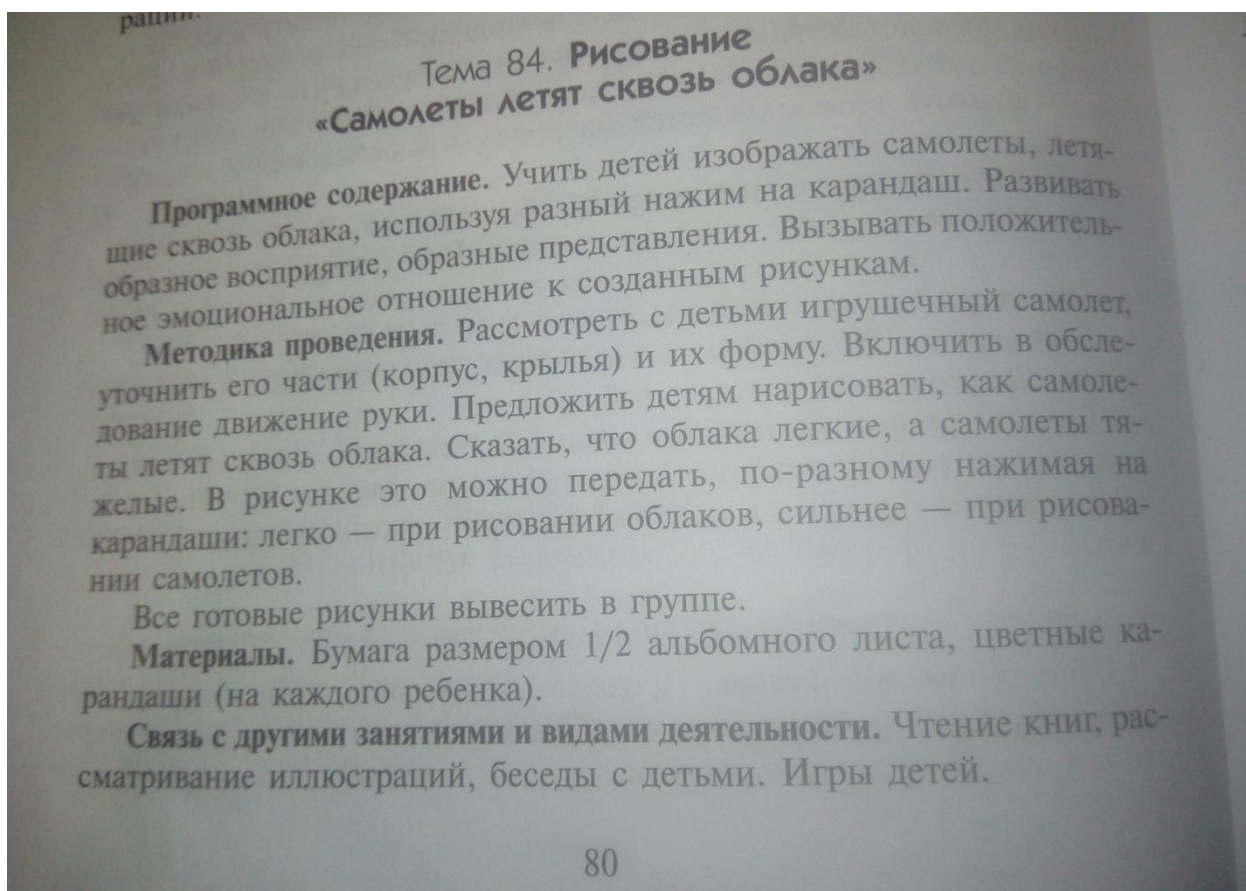 Тема 84. Рисование
«Самолеты летят сквозь облака»
Программное содержание. Учить детей изображать самолеты, летя-
щие сквозь облака, используя разный нажим на карандаш. Развивать
образное восприятие, образные представления. Вызывать положитель-
ное эмоциональное отношение к созданным рисункам.
Методика проведения. Рассмотреть с детьми игрушечный самолет,
уточнить его части (корпус, крылья) и их форму. Включить в обсле-
дование движение руки. Предложить детям нарисовать, как самоле-
ты летят сквозь облака. Сказать, что облака легкие, а самолеты тя-
желые. В рисунке это можно передать, по-разному нажимая на
карандаши: легко — при рисовании облаков, сильнее — при рисова-
нии самолетов.
Все готовые рисунки вывесить в группе.
Материалы. Бумага размером 1/2 альбомного листа, цветные ка-
рандаши (на каждого ребенка).
Связь с другими занятиями и видами деятельности. Чтение книг, рас-
сматривание иллюстраций, беседы с детьми. Игры детей.
80